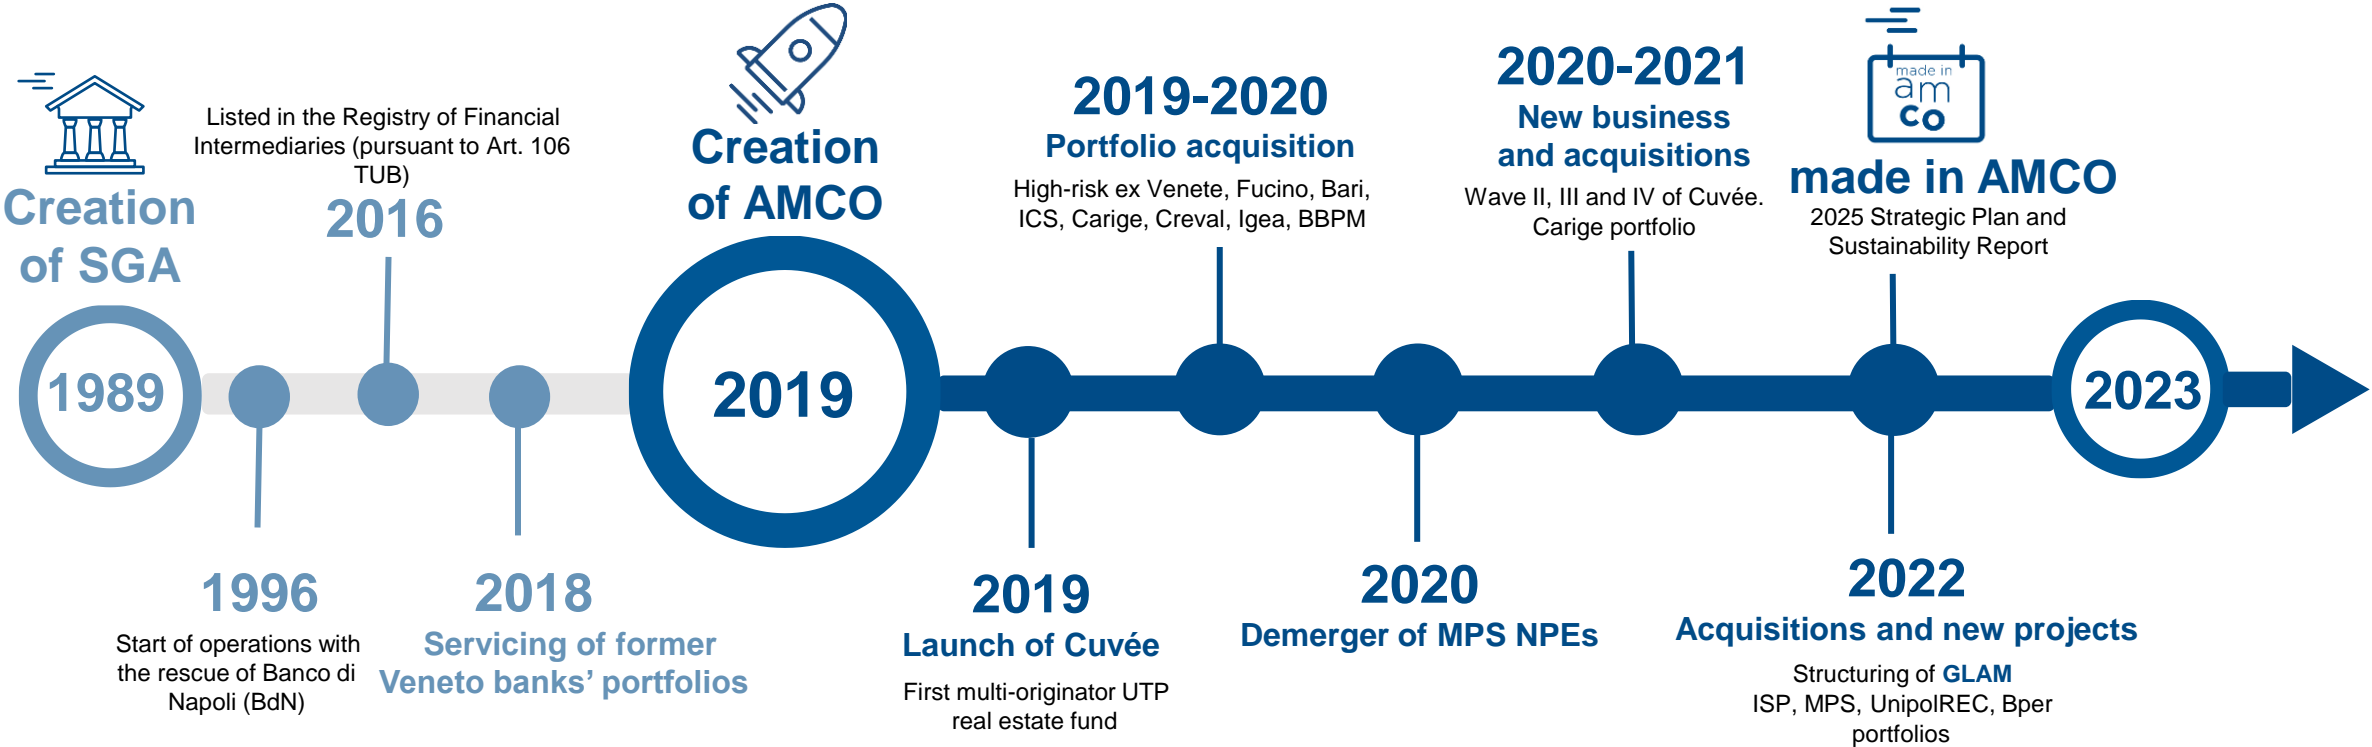 Creation
of SGA
1989
1996
Start of operations with
the rescue of Banco di
Napoli (BdN)
Listed in the Registry of Financial
Intermediaries (pursuant to Art. 106
TUB)
2016
2018
Servicing of former
Veneto banks’ portfolios
Creation
of AMCO
2019
2019
Launch of Cuvée
First multi-originator UTP
real estate fund
2019-2020
Portfolio acquisition
High-risk ex Venete, Fucino, Bari,
ICS, Carige, Creval, Igea, BBPM
2020
Demerger of MPS NPEs
2020-2021
New business
and acquisitions
Wave II, III and IV of Cuvée.
Carige portfolio
made in
am
co
made in AMCO
2025 Strategic Plan and
Sustainability Report
2022
Acquisitions and new projects
Structuring of GLAM
ISP, MPS, UnipolREC, Bper
portfolios
2023